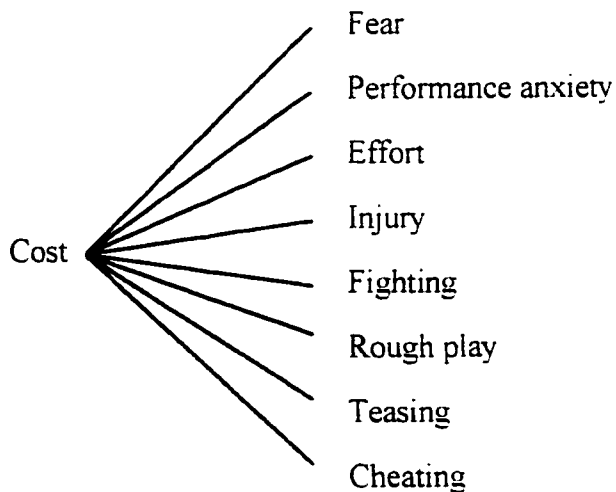 Fear
Performance anxiety
Effort
Injury
Cost
Fighting
Rough play
Teasing
Cheating